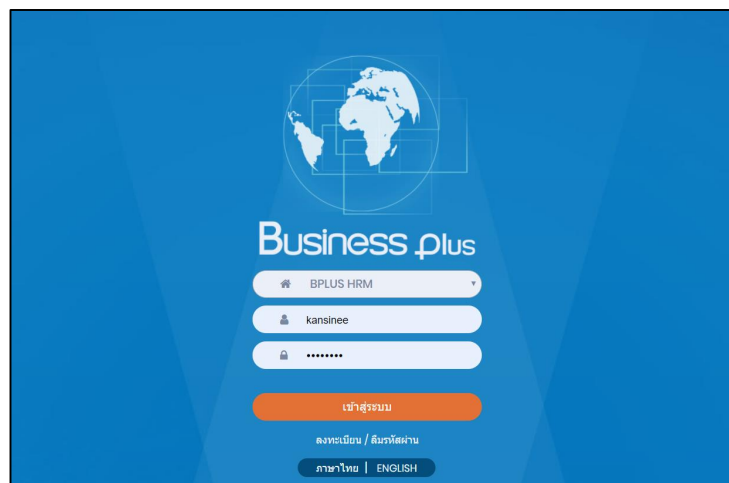 Business Plus
BPLUS HRM
kansinee
••••••••
เข้าสู่ระบบ
ลงทะเบียน / ลืมรหัสผ่าน
ภาษาไทย | ENGLISH